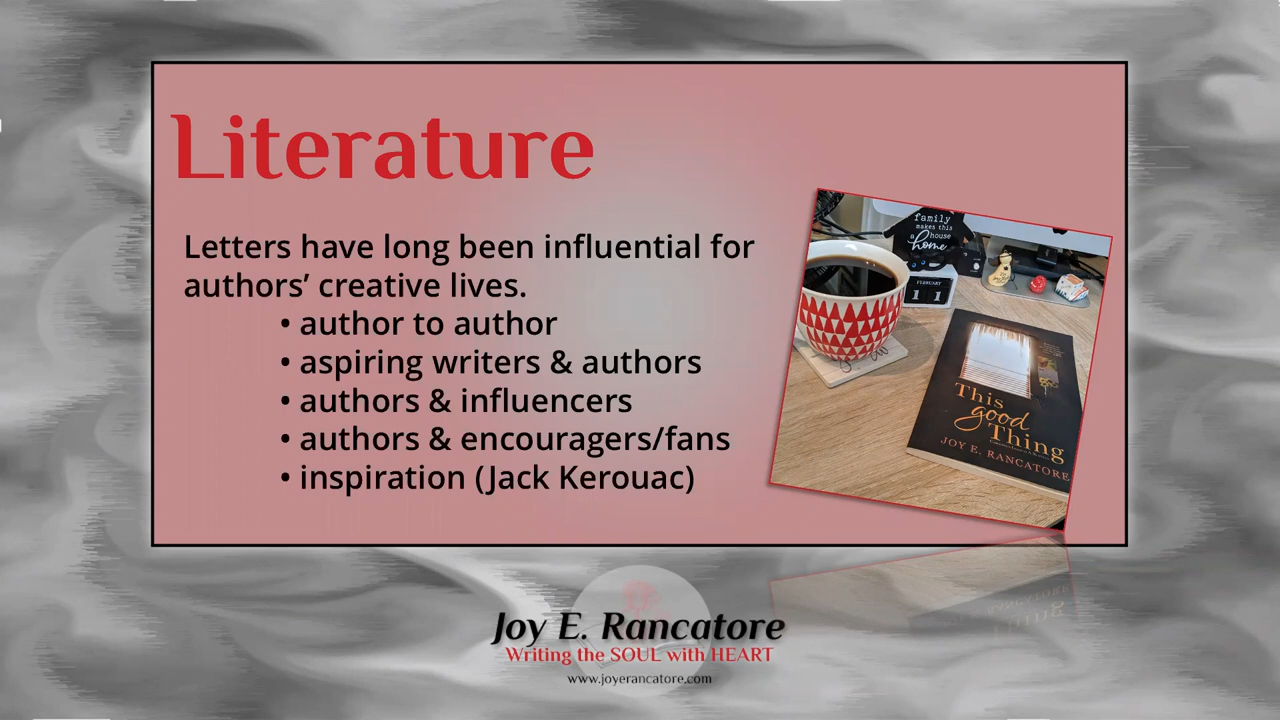 Literature
Letters have long been influential for
authors’ creative lives.
• author to author
• aspiring writers & authors
• authors & influencers
• authors & encouragers/fans
• inspiration (Jack Kerouac)
family
makes this
a house
home
FEBRUARY
1 1
This
good
Thing
JOY E. RANCATORE
Joy E. Rancatore
Writing the SOUL with HEART
www.joyerancatore.com